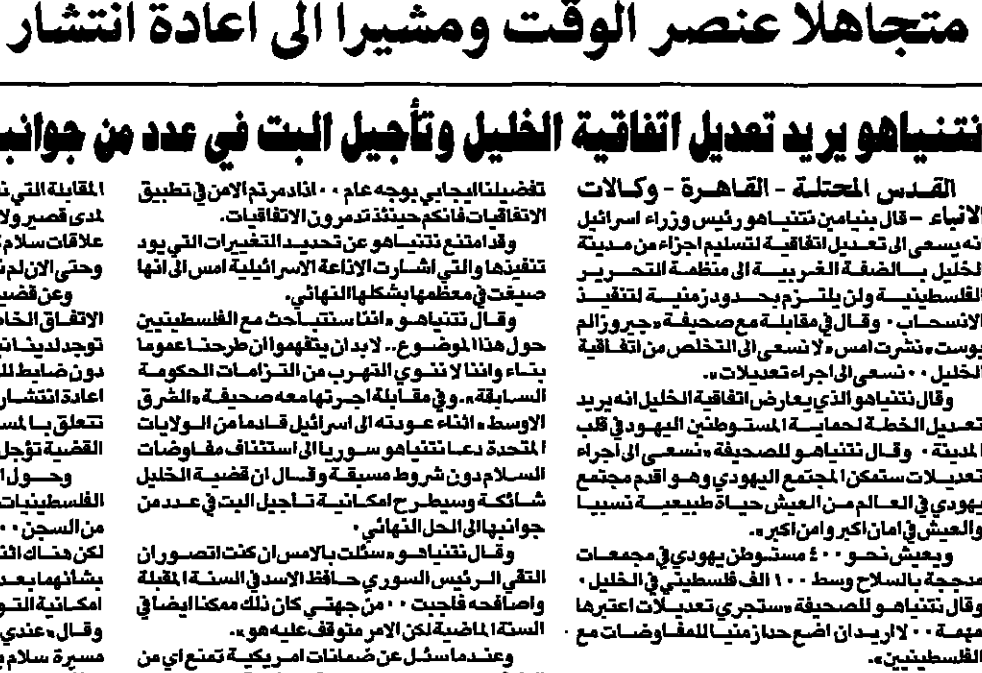 متجاهلا عنصر الوقت ومشيرا الى اعادة انتشار
نتنياهو يريد تعديل اتفاقية الخليل وتأجيل البت في عدد من جوانب
القدس المحتلة - القاهرة - وكالات
الانباء - قال بنيامين نتنياهو رئيس وزراء اسرائيل
انه يسعى الى تعديل اتفاقية لتسليم اجزاء من مدينة
الخليل بالضفة الغربية الى منظمة التحرير
الفلسطينية ولن يلتزم بحدود زمنية لتنفيذ
الانسحاب. وقال في مقابلة مع صحيفة «جيروزالم
بوست» نشرت امس «لا نسعى الى التخلص من اتفاقية
الخليل .. نسعى الى اجراء تعديلات».
وقال نتنياهو الذي يعارض اتفاقية الخليل انه يريد
تعديل الخطة لحماية المستوطنين اليهود في قلب
المدينة. وقال نتنياهو للصحيفة «نسعى الى أجراء
تعديلات ستمكن المجتمع اليهودي وهو اقدم مجتمع
يهودي في العالم من العيش حياة طبيعية نسبيا
والعيش في امان اكبر وامن اكبر».
ويعيش نحو ٤٠٠ مستوطن يهودي في مجمعات
مدججة بالسلاح وسط ١٠٠ الف فلسطيني في الخليل.
وقال نتنياهو للصحيفة «ستجري تعديلات اعتبرها
مهمة .. لا اريد ان اضع حدا زمنيا للمفاوضات مع
الفلسطينيين».
تفضيلنا ايجابي بوجه عام .. اذا دمرتم الامن في تطبيق
الاتفاقيات فانكم حينئذ تدمرون الاتفاقيات.
وقد امتنع نتنياهو عن تحديد التغييرات التي يود
تنفيذها والتي اشارت الاذاعة الاسرائيلية امس الى انها
صيغت في معظمها بشكلها النهائي.
وقال نتنياهو «اننا سنتباحث مع الفلسطينيين
حول هذا الموضوع.. لا بد ان يتفهموا ان طرحنا عموما
بناء واننا لا ننوي التهرب من التزامات الحكومة
السابقة». وفي مقابلة اجرتها معه صحيفة «الشرق
الاوسط» اثناء عودته الى اسرائيل قادما من الولايات
المتحدة دعا نتنياهو سوريا الى استئناف مفاوضات
السلام دون شروط مسبقة وقال ان قضية الخليل
شائكة وسيطرح امكانية تأجيل البت في عدد من
جوانبها الى الحل النهائي.
وقال نتنياهو «سئلت بالامس ان كنت اتصور ان
التقي الرئيس السوري حافظ الاسد في السنة المقبلة
واصافحه فاجبت .. من جهتي كان ذلك ممكنا ايضا في
السنة الماضية لكن الامر متوقف عليه هو».
وعندما سئل عن ضمانات امريكية تمنع اي من
المقابلة التي
لمدى قصير ولا
علاقات سلام
وحتى الان لم
وعن قضية
الاتفاق
توجد لدينا
دون ضابط
اعادة انتشار
تتعلق
القضية تؤجل
وحول
الفلسطينيات
من السجن ..
لكن هناك
بشأنهما بعد
امكانية
وقال «عندي
مسيرة سلام